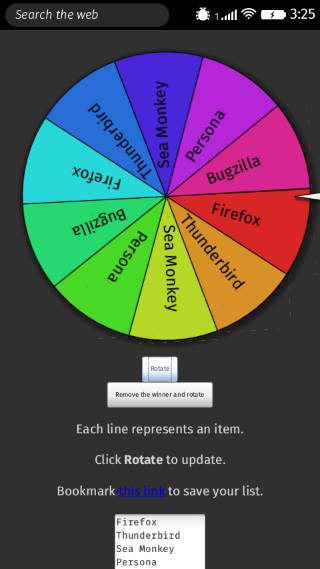 Search the web
1
3:25
Sea Monkey
Persona
Bugzilla
Firefox
Thunderbird
Sea Monkey
Persona
Bugzilla
Firefox
Thunderbird
Rotate
Remove the winner and rotate
Each line represents an item.
Click Rotate to update.
Bookmark this link to save your list.
Firefox
Thunderbird
Sea Monkey
Persona